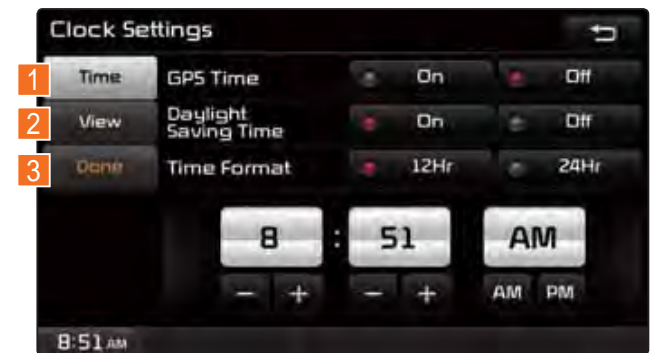 Clock Settings
1 Time GPS Time On Off
2 View Daylight
Saving Time On Off
3 Done Time Format 12Hr 24Hr
8 : 51 AM
- + - + AM PM
8:51 AM